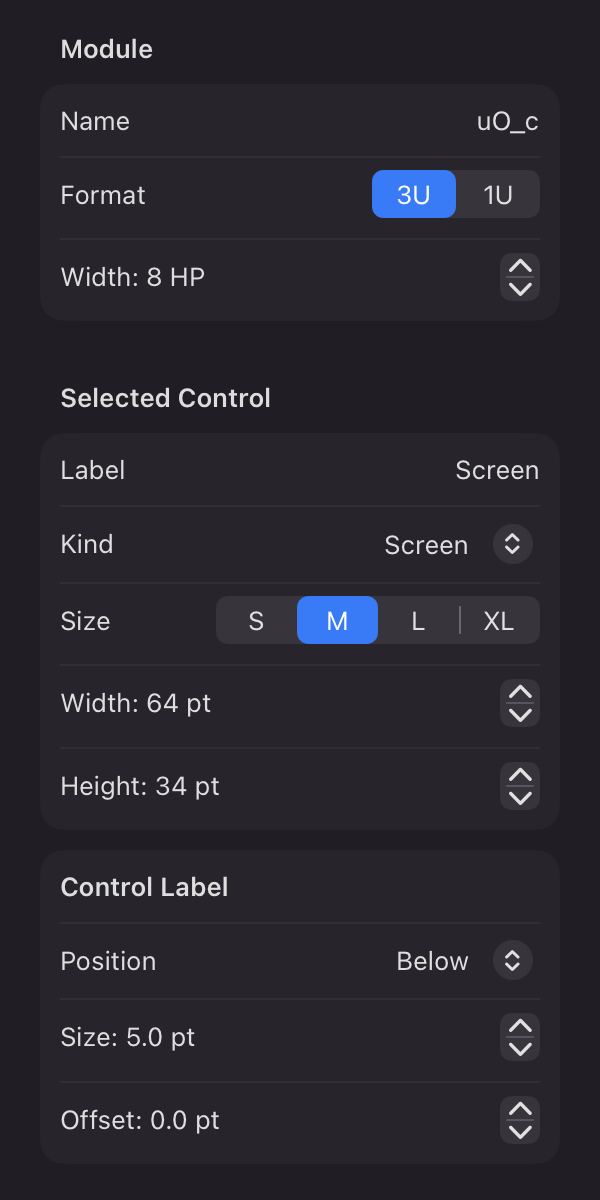 Module
Name uO_c
Format 3U 1U
Width: 8 HP
Selected Control
Label Screen
Kind Screen
Size S M L XL
Width: 64 pt
Height: 34 pt
Control Label
Position Below
Size: 5.0 pt
Offset: 0.0 pt